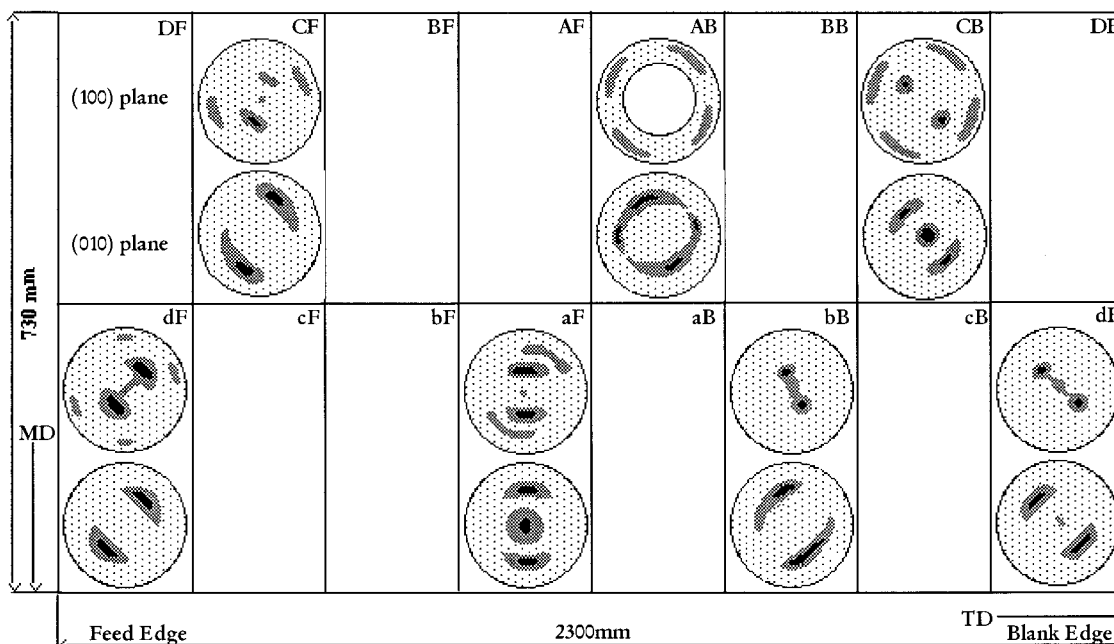 DF CF BF AF AB BB CB DB
(100) plane
(010) plane
730 mm
dF cF bF aF aB bB cB dB
MD
TD
Feed Edge 2300mm Blank Edge